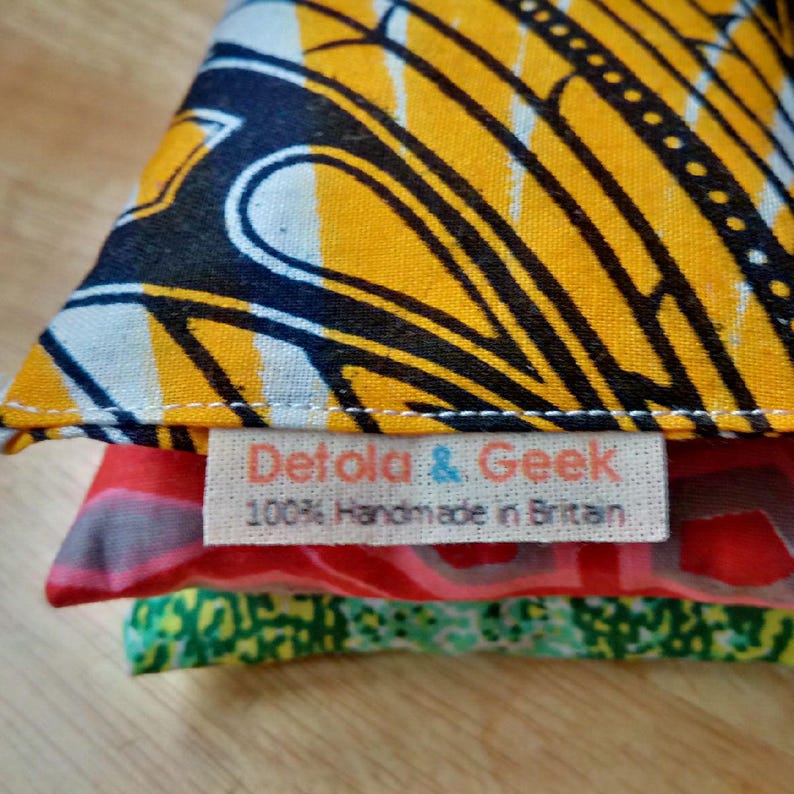 Detola & Geek
100% Handmade in Britain